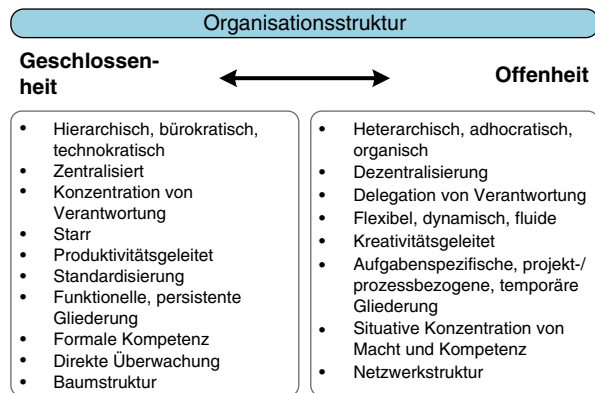 Organisationsstruktur
Geschlossen-
heit
Offenheit
• Hierarchisch, bürokratisch,
technokratisch
• Zentralisiert
• Konzentration von
Verantwortung
• Starr
• Produktivitätsgeleitet
• Standardisierung
• Funktionelle, persistente
Gliederung
• Formale Kompetenz
• Direkte Überwachung
• Baumstruktur
• Heterarchisch, adhocratisch,
organisch
• Dezentralisierung
• Delegation von Verantwortung
• Flexibel, dynamisch, fluide
• Kreativitätsgeleitet
• Aufgabenspezifische, projekt-/
prozessbezogene, temporäre
Gliederung
• Situative Konzentration von
Macht und Kompetenz
• Netzwerkstruktur